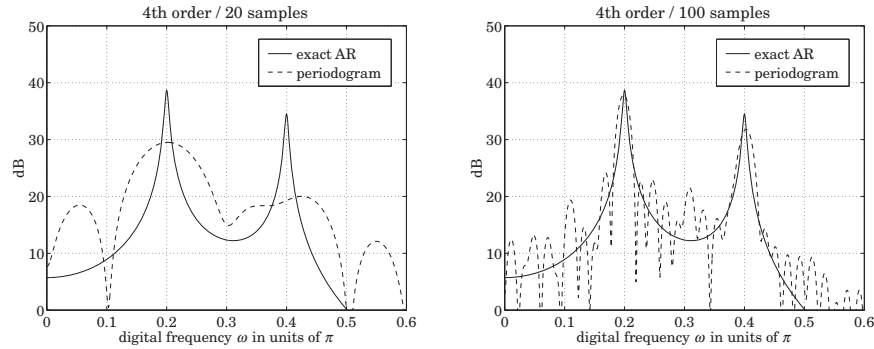 4th order / 20 samples
50
40
30
20
10
0
dB
exact AR
periodogram
0 0.1 0.2 0.3 0.4 0.5 0.6
digital frequency ω in units of π
4th order / 100 samples
50
40
30
20
10
0
dB
exact AR
periodogram
0 0.1 0.2 0.3 0.4 0.5 0.6
digital frequency ω in units of π